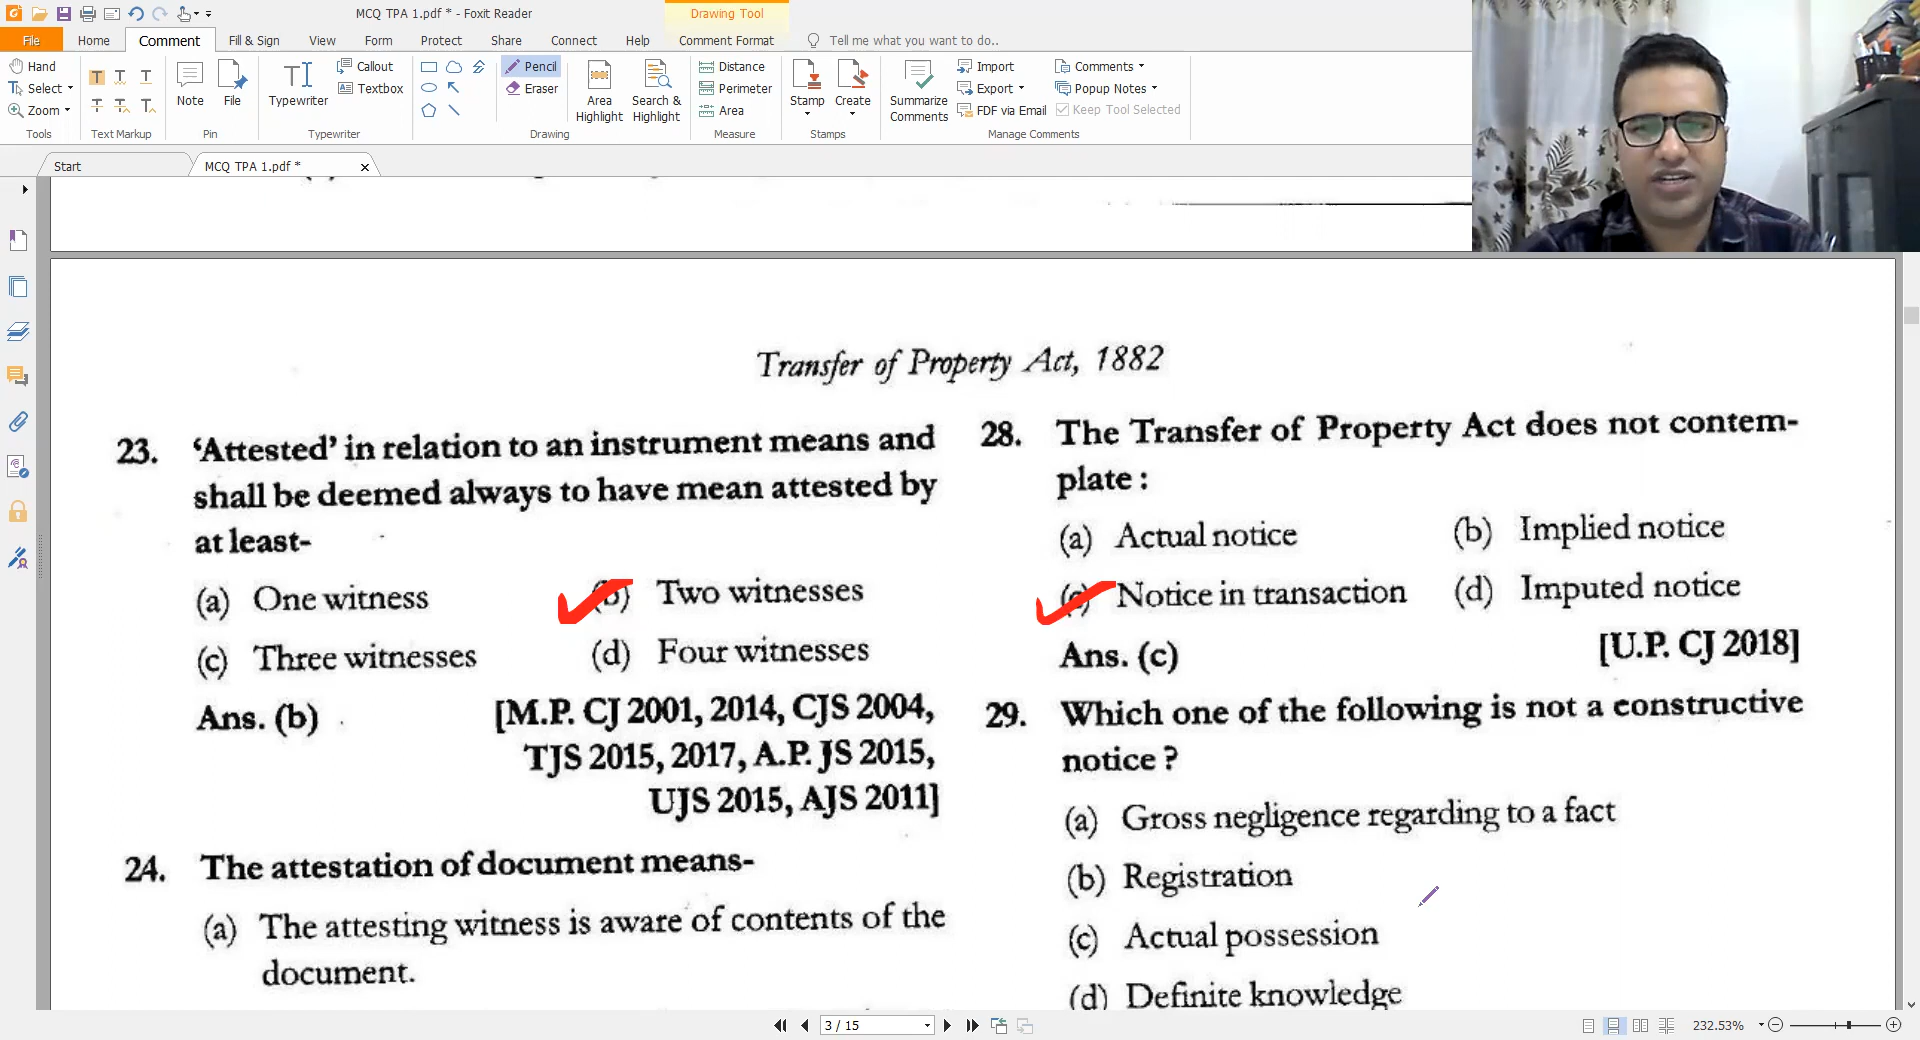 MCQ TPA 1.pdf * - Foxit Reader
Drawing Tool
File Home Comment Fill & Sign View Form Protect Share Connect Help Comment Format Tell me what you want to do..
Hand
Select
Zoom
Tools
Text Markup
Note File
Pin
Typewriter
Callout
Textbox
Typewriter
Pencil
Eraser
Area Highlight
Search & Highlight
Drawing
Distance
Perimeter
Area
Measure
Stamp Create
Stamps
Summarize Comments
Import
Export
FDF via Email
Comments
Popup Notes
Keep Tool Selected
Manage Comments
Start
MCQ TPA 1.pdf *
Transfer of Property Act, 1882
23. ‘Attested’ in relation to an instrument means and
shall be deemed always to have mean attested by
at least-
(a) One witness
(b) Two witnesses
(c) Three witnesses
(d) Four witnesses
Ans. (b)
[M.P. CJ 2001, 2014, CJS 2004,
TJS 2015, 2017, A.P. JS 2015,
UJS 2015, AJS 2011]
24. The attestation of document means-
(a) The attesting witness is aware of contents of the
document.
28. The Transfer of Property Act does not contem-
plate :
(a) Actual notice
(b) Implied notice
(c) Notice in transaction
(d) Imputed notice
Ans. (c)
[U.P. CJ 2018]
29. Which one of the following is not a constructive
notice ?
(a) Gross negligence regarding to a fact
(b) Registration
(c) Actual possession
(d) Definite knowledge
3 / 15
232.53%